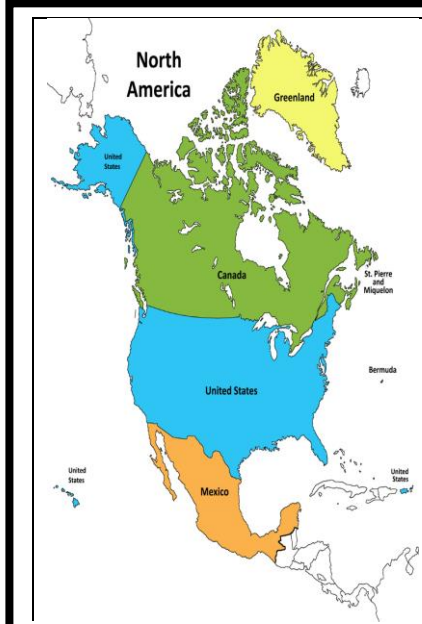 North
America
Greenland
United
States
Canada
St. Pierre
and
Miquelon
United States
Bermuda
United
States
Mexico
United
States